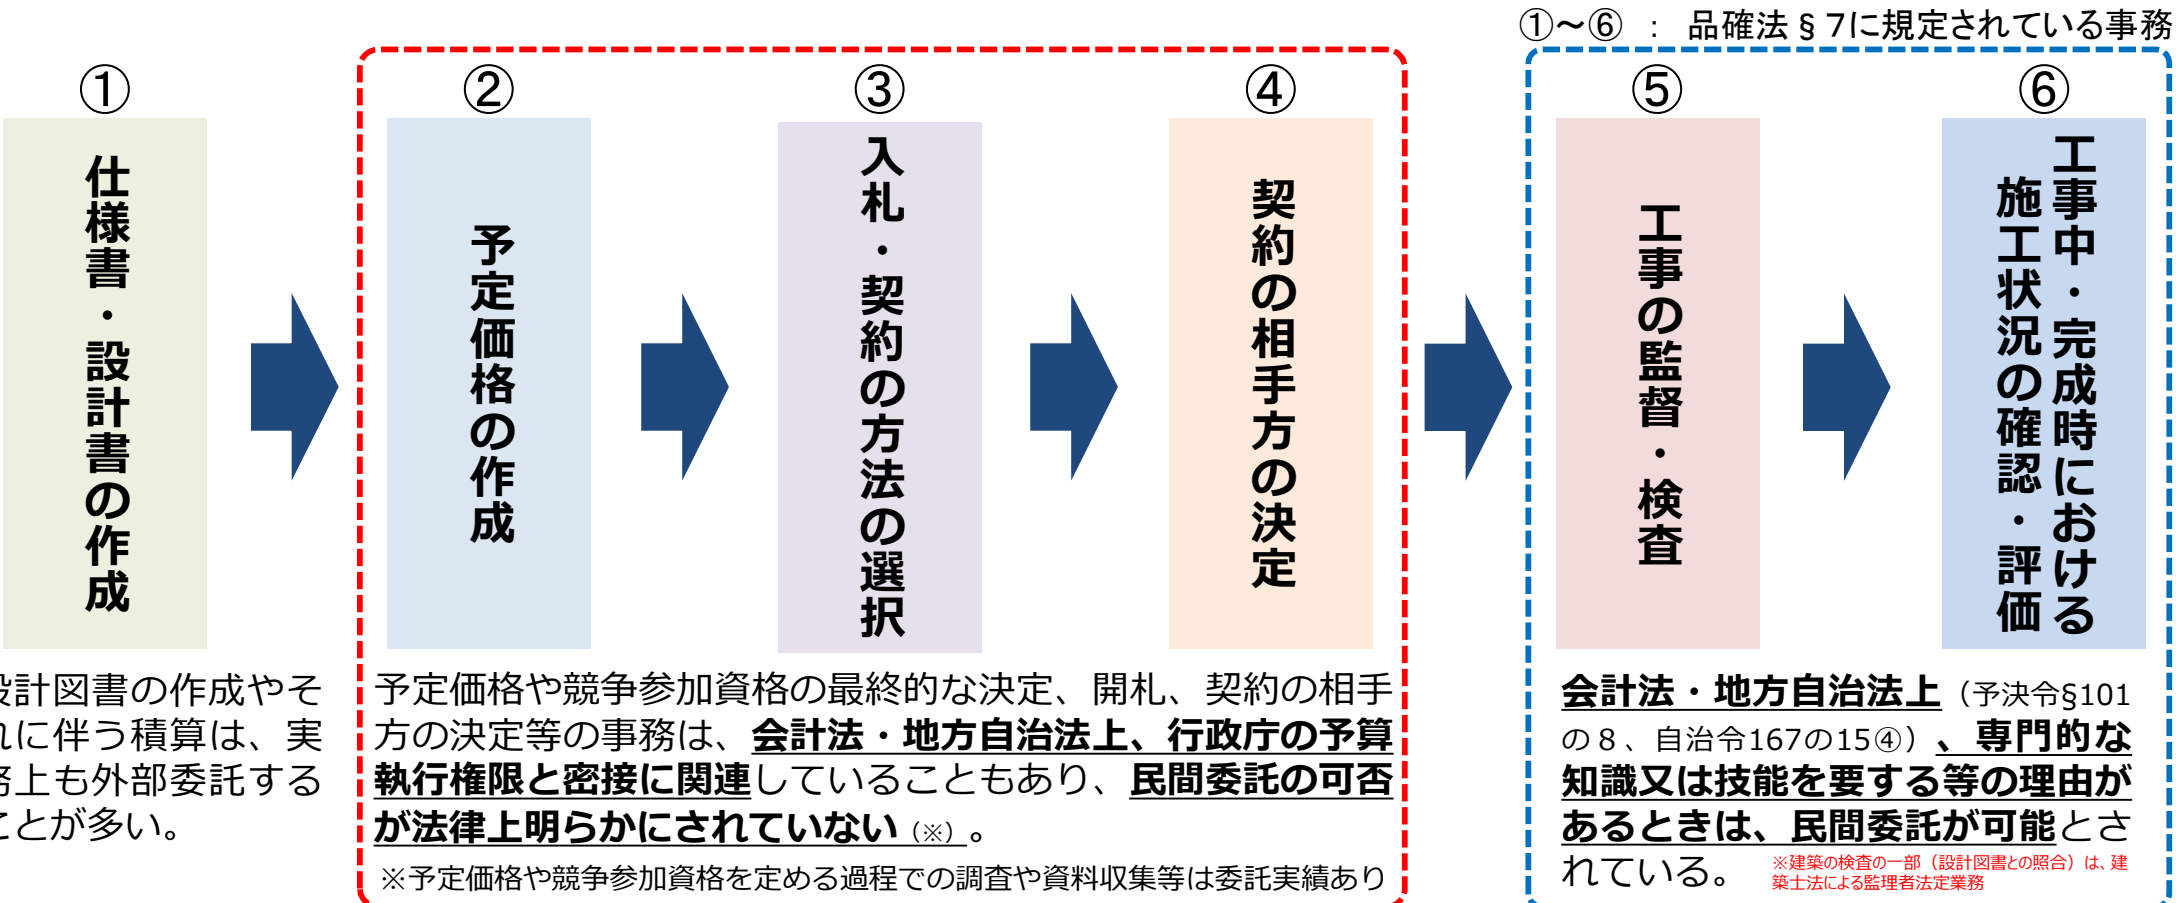 ①～⑥ ： 品確法§7に規定されている事務
①
仕様書・設計書の作成
②
予定価格の作成
③
入札・契約の方法の選択
④
契約の相手方の決定
⑤
工事の監督・検査
⑥
工事中・完成時における
施工状況の確認・評価
設計図書の作成やそ
れに伴う積算は、実
務上も外部委託する
ことが多い。
予定価格や競争参加資格の最終的な決定、開札、契約の相手
方の決定等の事務は、会計法・地方自治法上、行政庁の予算
執行権限と密接に関連していることもあり、民間委託の可否
が法律上明らかにされていない（※）。
※予定価格や競争参加資格を定める過程での調査や資料収集等は委託実績あり
会計法・地方自治法上（予決令§101
の８、自治令167の15④）、専門的な
知識又は技能を要する等の理由が
あるときは、民間委託が可能とさ
れている。
※建築の検査の一部（設計図書との照合）は、建
築士法による監理者法定業務